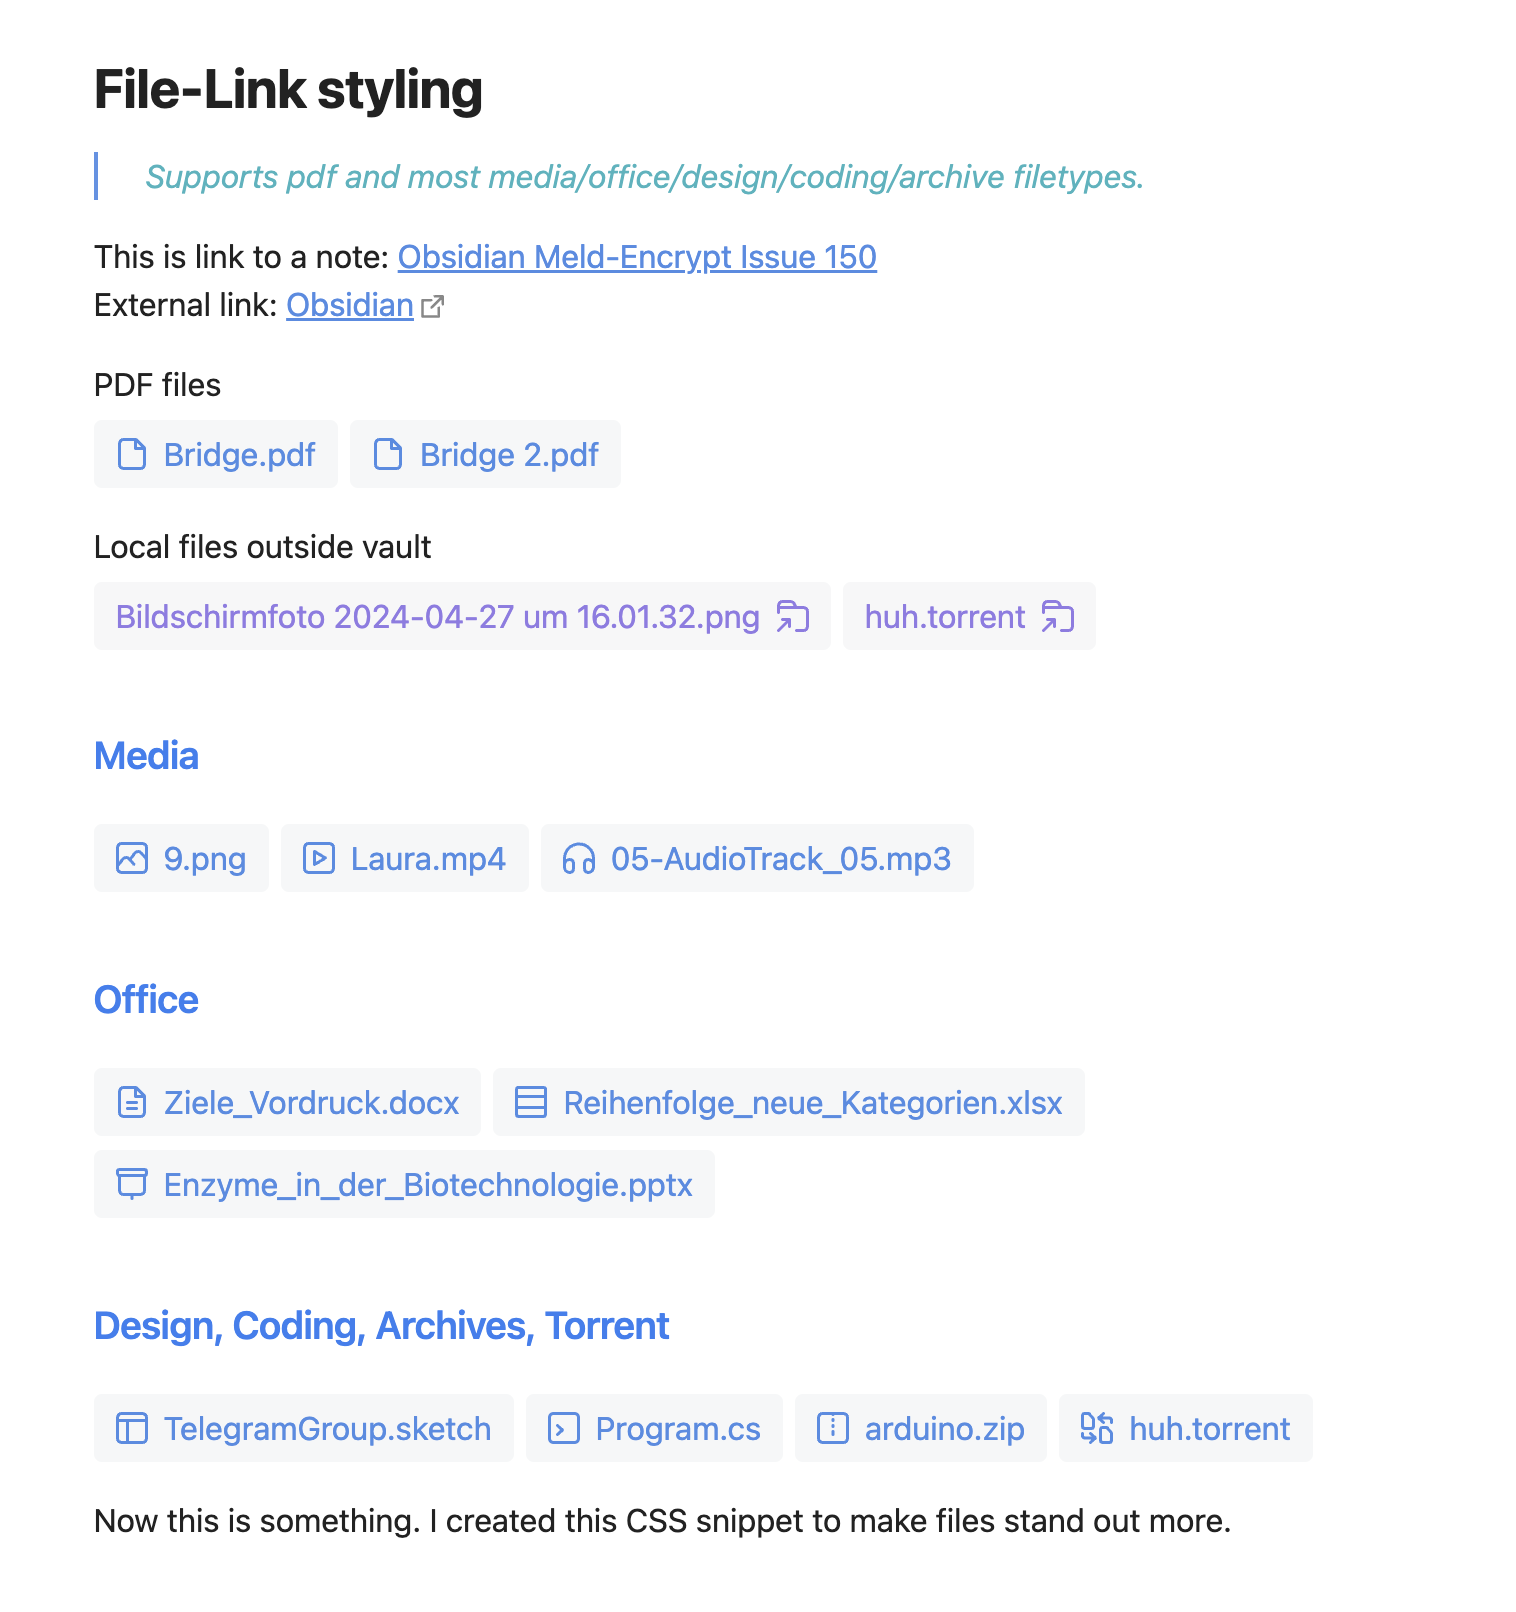 File-Link styling
Supports pdf and most media/office/design/coding/archive filetypes.
This is link to a note: Obsidian Meld-Encrypt Issue 150
External link: Obsidian
PDF files
Bridge.pdf Bridge 2.pdf
Local files outside vault
Bildschirmfoto 2024-04-27 um 16.01.32.png huh.torrent
Media
9.png Laura.mp4 05-AudioTrack_05.mp3
Office
Ziele_Vordruck.docx Reihenfolge_neue_Kategorien.xlsx
Enzyme_in_der_Biotechnologie.pptx
Design, Coding, Archives, Torrent
TelegramGroup.sketch Program.cs arduino.zip huh.torrent
Now this is something. I created this CSS snippet to make files stand out more.